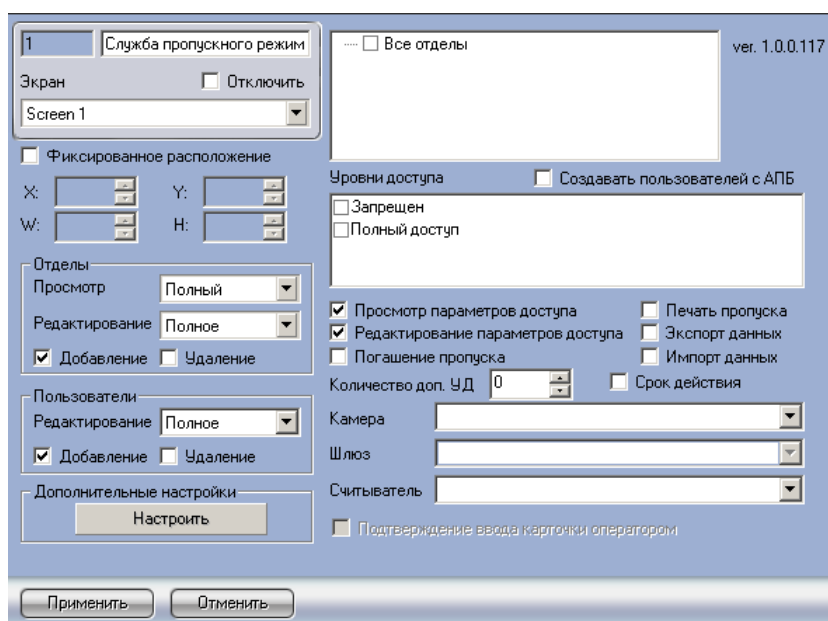 1
Служба пропускного режим
Экран
Отключить
Screen 1
Фиксированное расположение
X:
Y:
W:
H:
Отделы
Просмотр
Полный
Редактирование
Полное
Добавление
Удаление
Пользователи
Редактирование
Полное
Добавление
Удаление
Дополнительные настройки
Настроить
Все отделы
ver. 1.0.0.117
Уровни доступа
Создавать пользователей с АПБ
Запрещен
Полный доступ
Просмотр параметров доступа
Печать пропуска
Редактирование параметров доступа
Экспорт данных
Погашение пропуска
Импорт данных
Количество доп. УД
0
Срок действия
Камера
Шлюз
Считыватель
Подтверждение ввода карточки оператором
Применить
Отменить